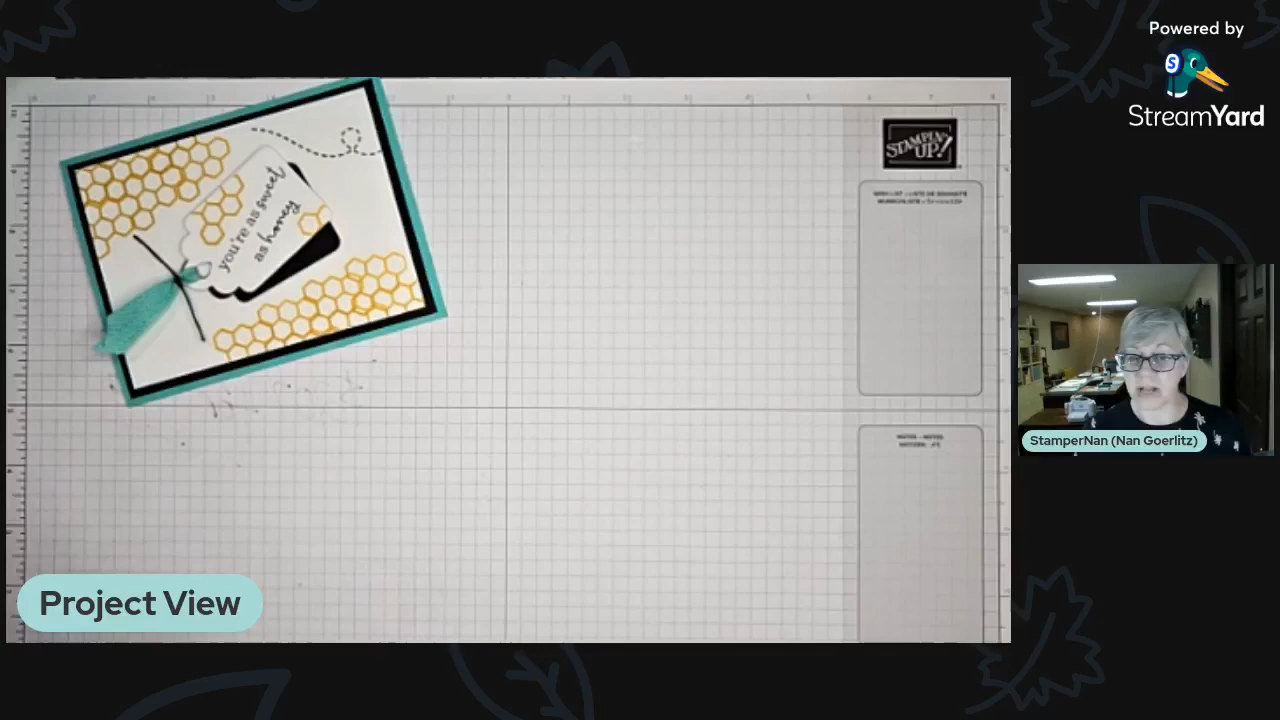 Powered by
StreamYard
STAMPIN'
UP!
you're as sweet
as honey
StamperNan (Nan Goerlitz)
Project View